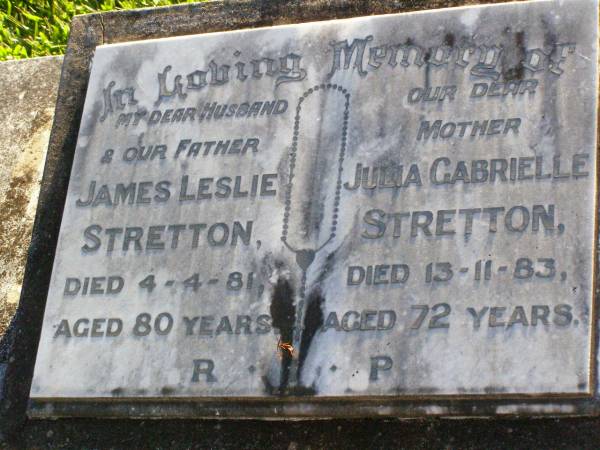 In Loving Memory of
MY DEAR HUSBAND
& OUR FATHER
JAMES LESLIE
STRETTON,
DIED 4-4-81,
AGED 80 YEARS
OUR DEAR
MOTHER
JULIA GABRIELLE
STRETTON,
DIED 13-11-83,
AGED 72 YEARS.
R · I · P